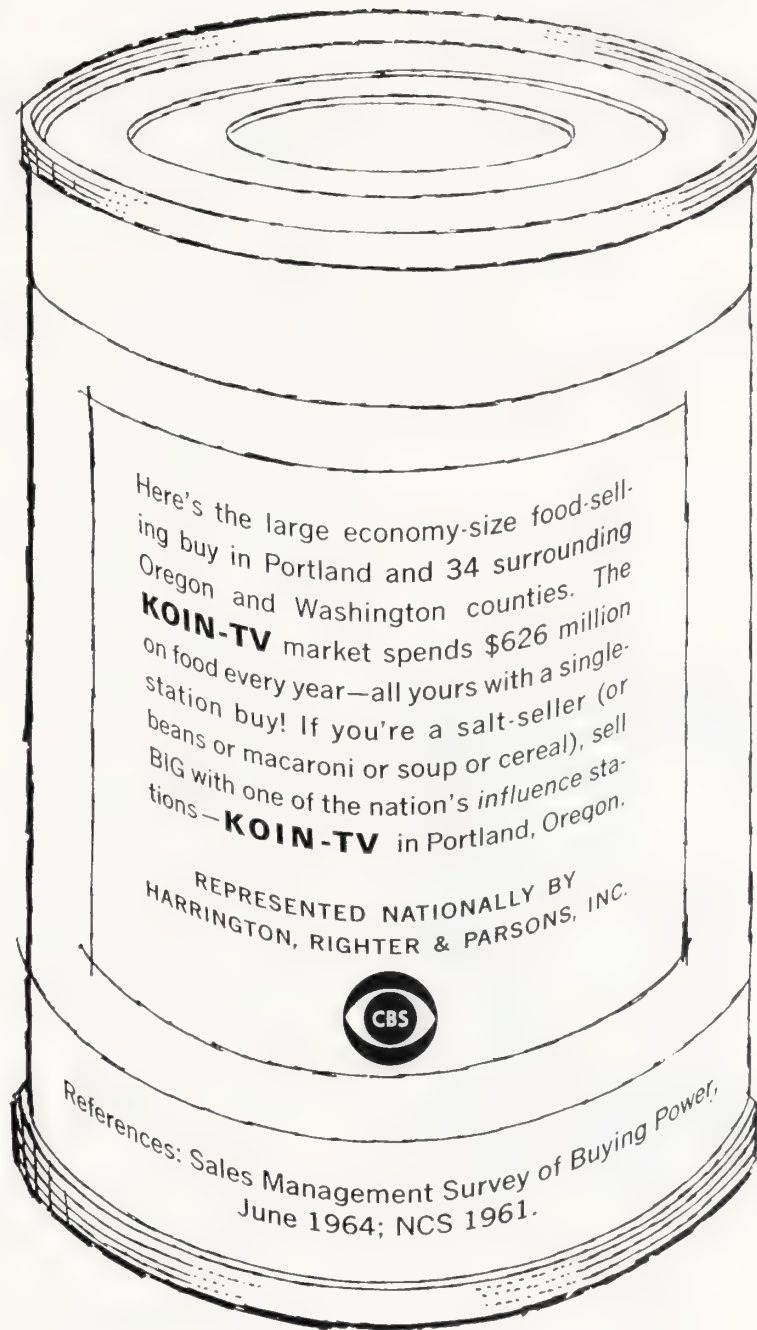 Here's the large economy-size food-sell-
ing buy in Portland and 34 surrounding
Oregon and Washington counties. The
KOIN-TV market spends $626 million
on food every year—all yours with a single-
station buy! If you're a salt-seller (or
beans or macaroni or soup or cereal), sell
BIG with one of the nation's influence sta-
tions—KOIN-TV in Portland, Oregon.
REPRESENTED NATIONALLY BY
HARRINGTON, RIGHTER & PARSONS, INC.
CBS
References: Sales Management Survey of Buying Power,
June 1964; NCS 1961.